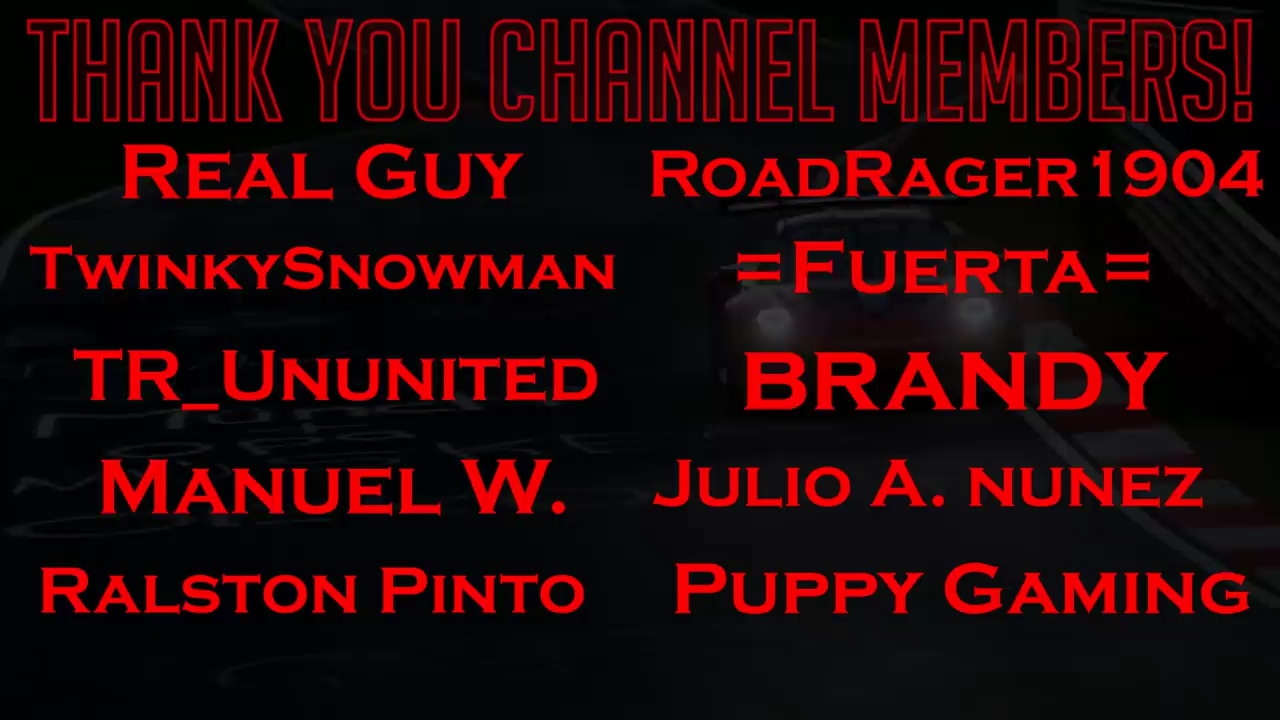 THANK YOU CHANNEL MEMBERS!
REAL GUY
ROADRAGER1904
TWINKYSNOWMAN
=FUERTA=
TR_UNUNITED
BRANDY
MANUEL W.
JULIO A. NUNEZ
RALSTON PINTO
PUPPY GAMING